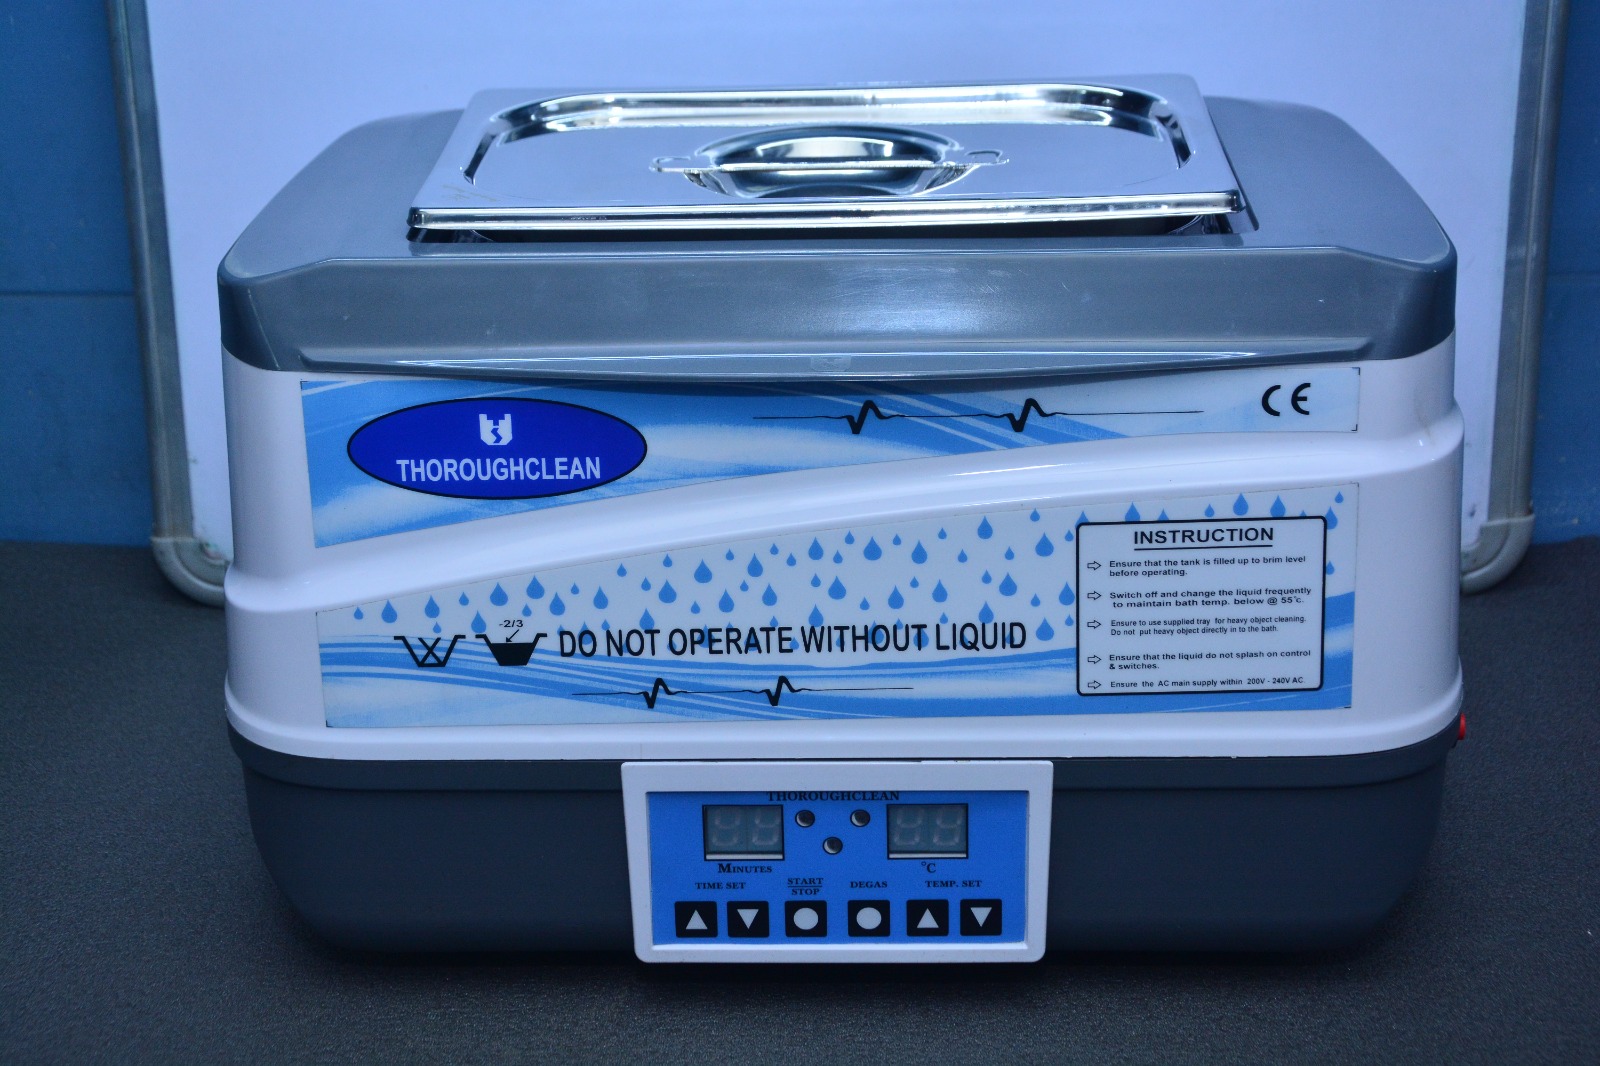 THOROUGHCLEAN
CE
-2/3
DO NOT OPERATE WITHOUT LIQUID
INSTRUCTION
Ensure that the tank is filled up to brim level
before operating.
Switch off and change the liquid frequently
to maintain bath temp. below @ 55°c.
Ensure to use supplied tray for heavy object cleaning.
Do not put heavy object directly in to the bath.
Ensure that the liquid do not splash on control
& switches.
Ensure the AC main supply within 200V - 240V AC.
THOROUGHCLEAN
MINUTES
°C
TIME SET
START
STOP
DEGAS
TEMP. SET